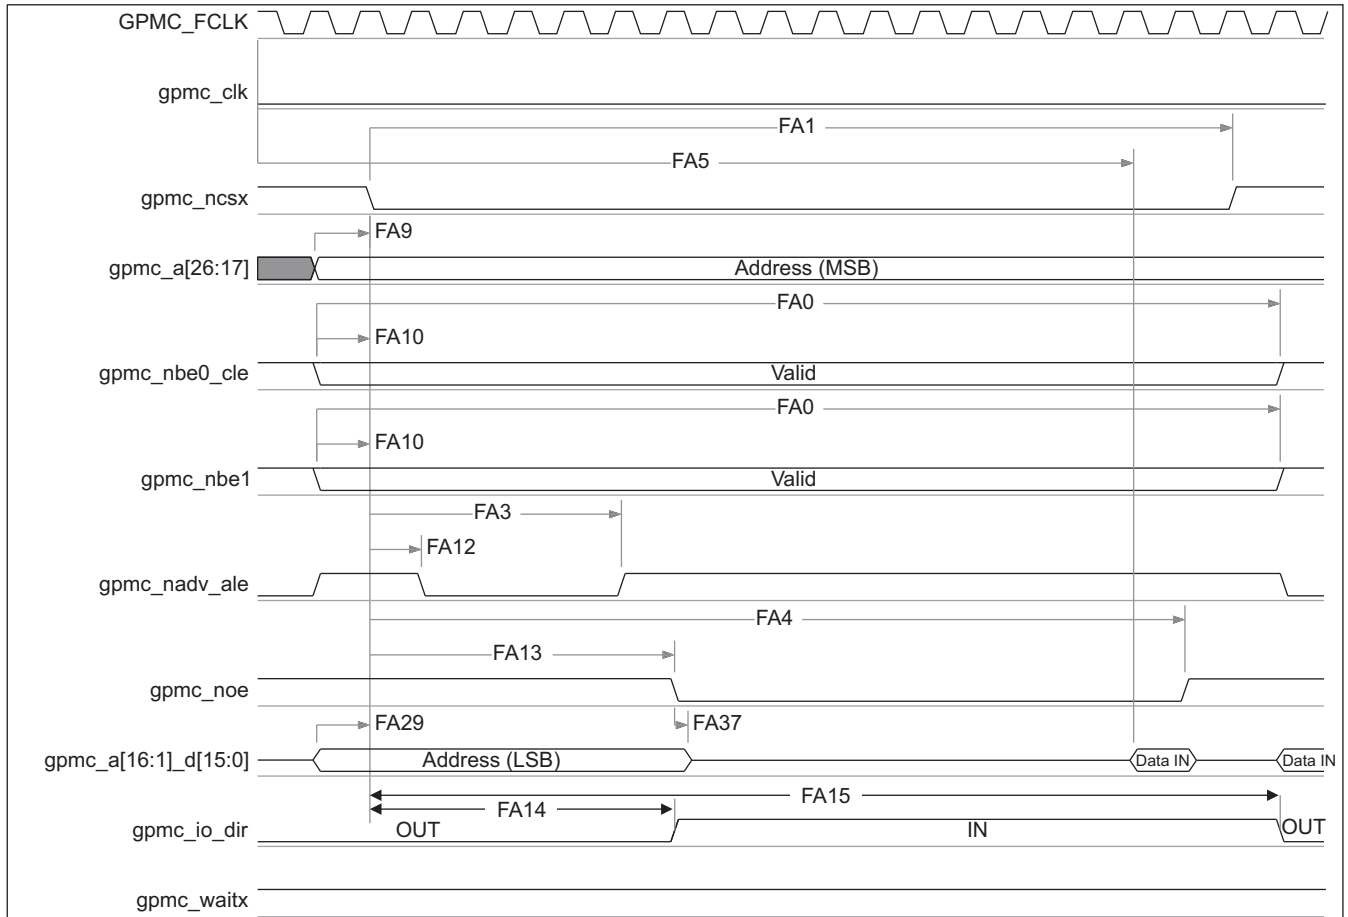 GPMC_FCLK
gpmc_clk
FA1
FA5
gpmc_ncsx
FA9
gpmc_a[26:17]
Address (MSB)
FA0
FA10
gpmc_nbe0_cle
Valid
FA0
FA10
gpmc_nbe1
Valid
FA3
FA12
gpmc_nadv_ale
FA4
FA13
gpmc_noe
FA29
FA37
gpmc_a[16:1]_d[15:0]
Address (LSB)
Data IN
Data IN
FA15
FA14
gpmc_io_dir
OUT
IN
OUT
gpmc_waitx